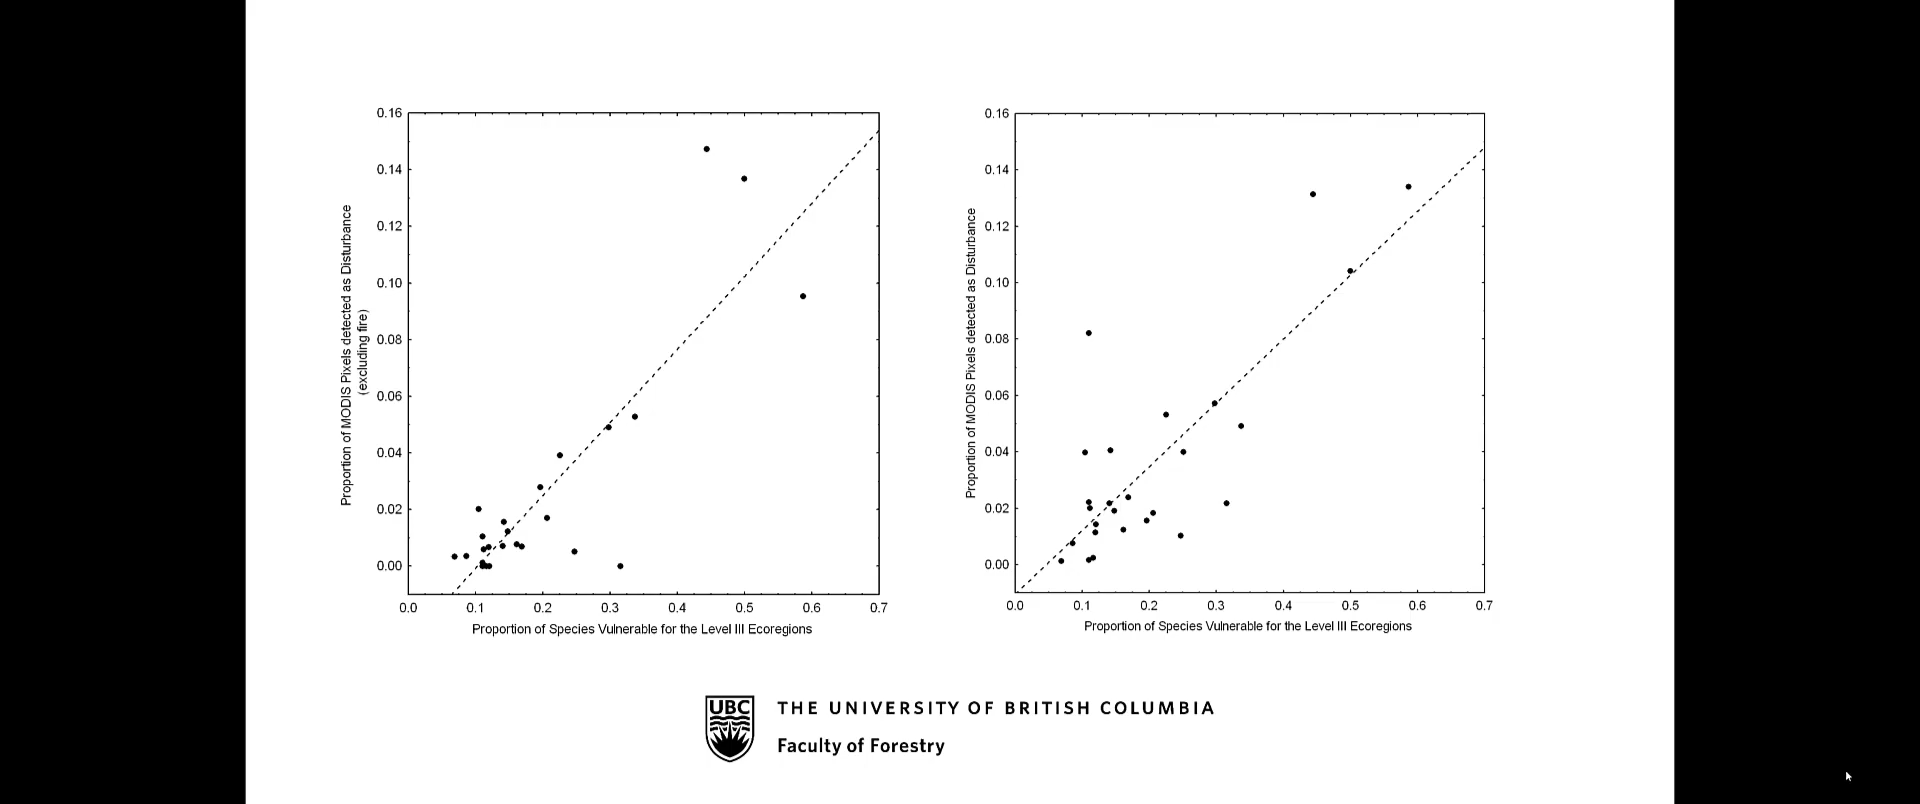 0.16
0.14
0.12
0.10
0.08
0.06
0.04
0.02
0.00
Proportion of MODIS Pixels detected as Disturbance
(excluding fire)
0.0 0.1 0.2 0.3 0.4 0.5 0.6 0.7
Proportion of Species Vulnerable for the Level III Ecoregions
0.16
0.14
0.12
0.10
0.08
0.06
0.04
0.02
0.00
Proportion of MODIS Pixels detected as Disturbance
0.0 0.1 0.2 0.3 0.4 0.5 0.6 0.7
Proportion of Species Vulnerable for the Level III Ecoregions
UBC
THE UNIVERSITY OF BRITISH COLUMBIA
Faculty of Forestry